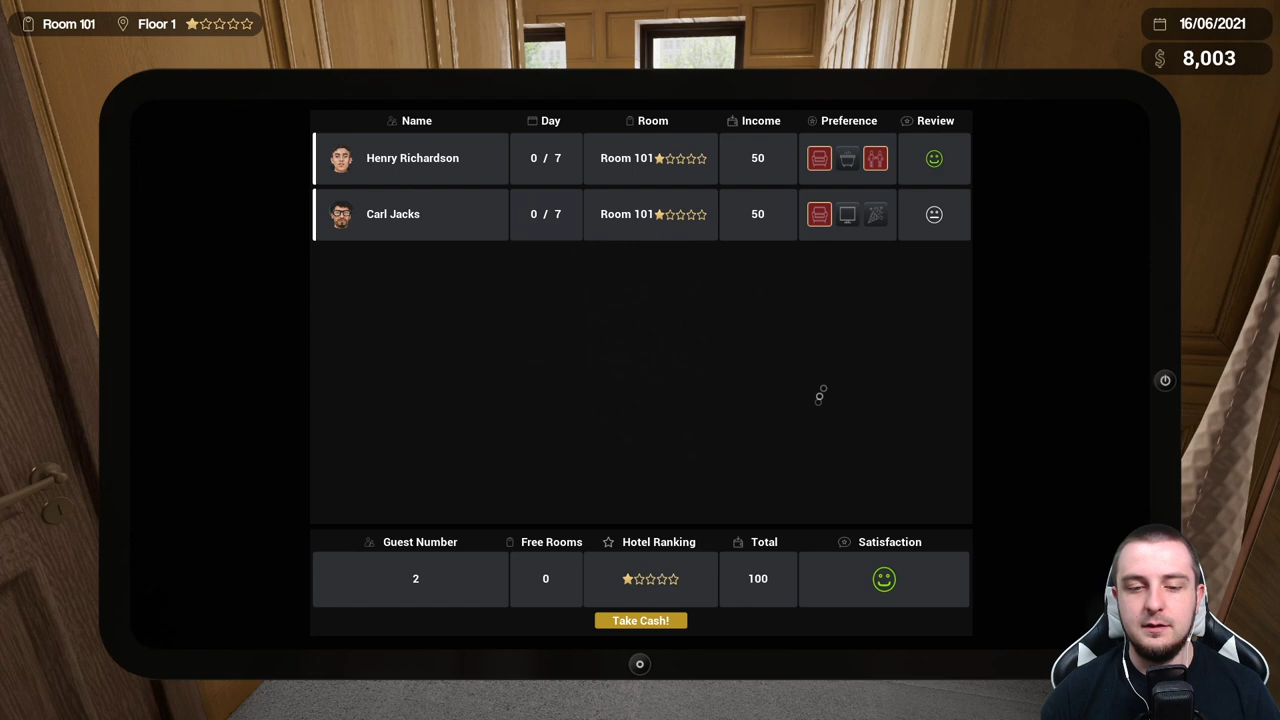 Room 101 Floor 1
16/06/2021
$ 8,003
Name Day Room Income Preference Review
Henry Richardson 0 / 7 Room 101 50
Carl Jacks 0 / 7 Room 101 50
Guest Number Free Rooms Hotel Ranking Total Satisfaction
2 0 100
Take Cash!